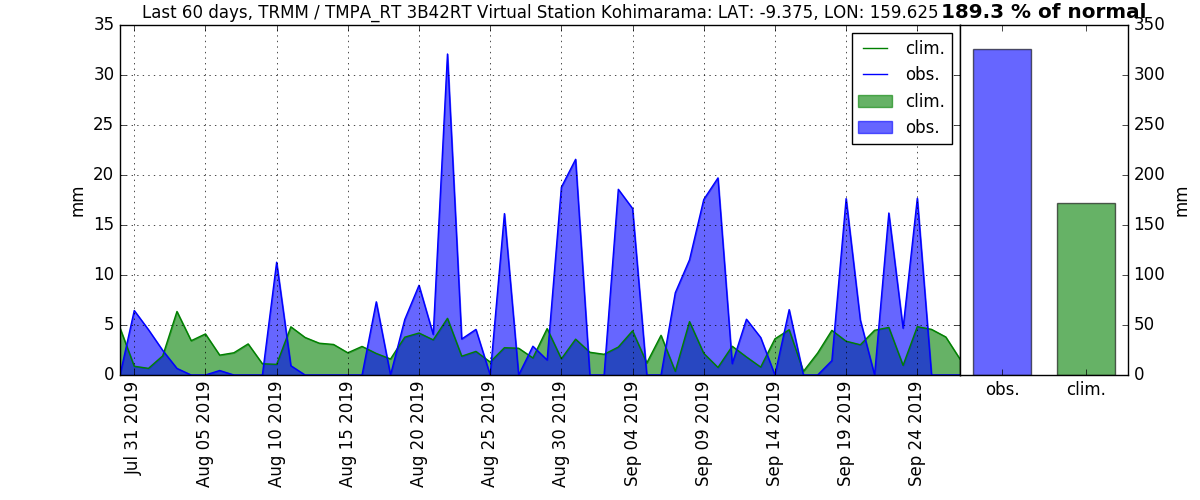 Last 60 days, TRMM / TMPA_RT 3B42RT Virtual Station Kohimarama: LAT: -9.375, LON: 159.625
189.3 % of normal
35
30
25
20
15
10
5
0
mm
clim.
obs.
clim.
obs.
Jul 31 2019
Aug 05 2019
Aug 10 2019
Aug 15 2019
Aug 20 2019
Aug 25 2019
Aug 30 2019
Sep 04 2019
Sep 09 2019
Sep 14 2019
Sep 19 2019
Sep 24 2019
350
300
250
200
150
100
50
0
mm
obs.
clim.